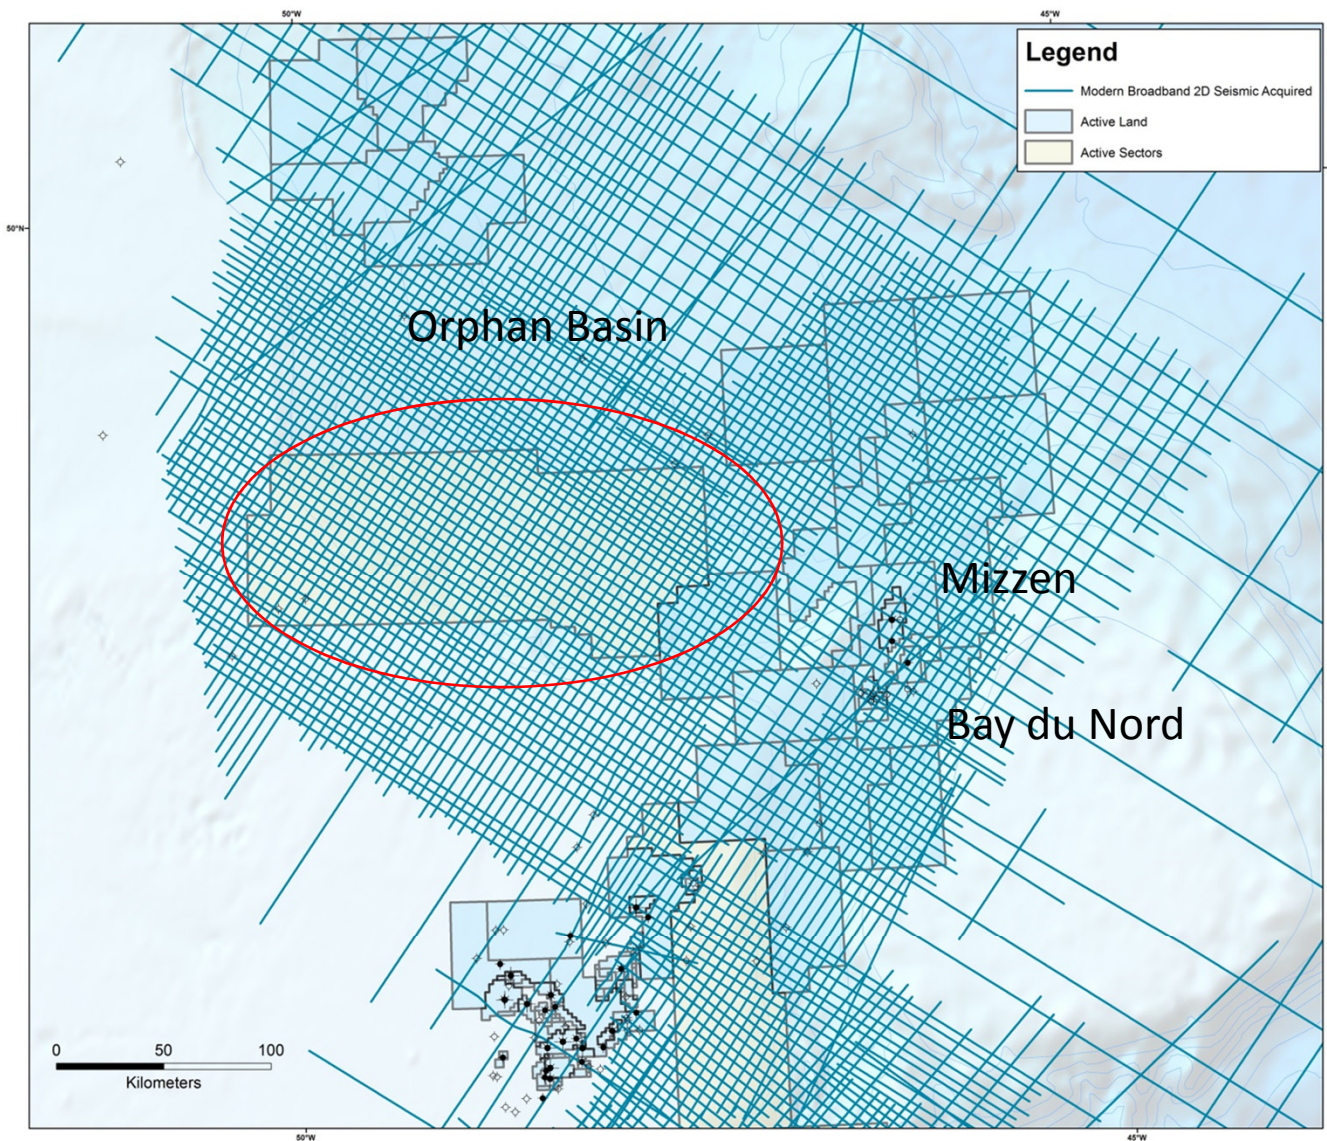 50°W
45°W
Legend
Modern Broadband 2D Seismic Acquired
Active Land
Active Sectors
50°N
Orphan Basin
Mizzen
Bay du Nord
0 50 100
Kilometers
50°W
45°W